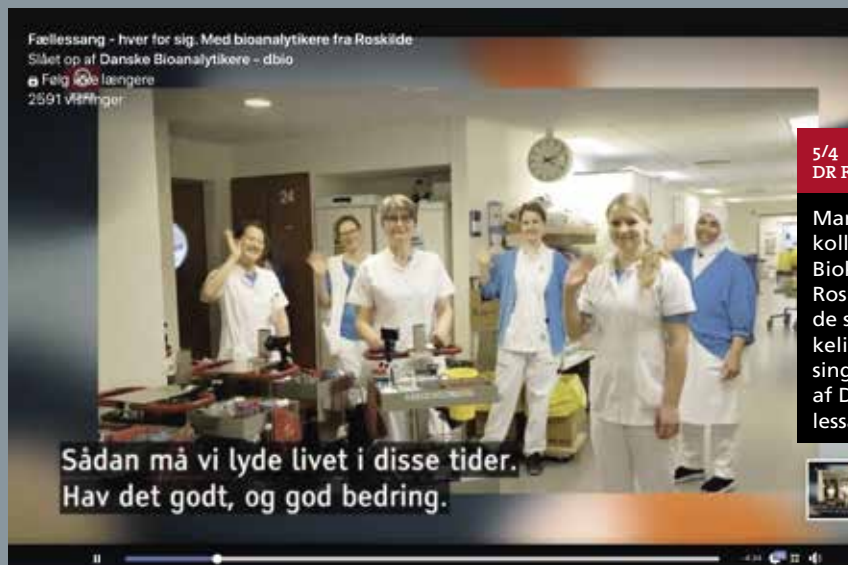 Fællessang - hver for sig. Med bioanalytikere fra Roskilde
Slået op af Danske Bioanalytikere - dbio
Følg ikke længere
2591 visninger
24
Sådan må vi lyde livet i disse tider.
Hav det godt, og god bedring.
5/4
DR F
Mar
koll
Ros
de s
keli
sing
af D
less